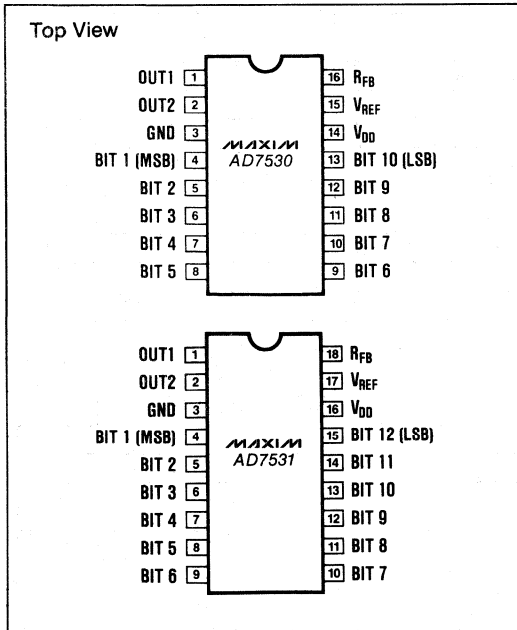 Top View
OUT1 1 16 RFB
OUT2 2 15 VREF
GND 3 14 VDD
BIT 1 (MSB) 4 13 BIT 10 (LSB)
BIT 2 5 12 BIT 9
BIT 3 6 11 BIT 8
BIT 4 7 10 BIT 7
BIT 5 8 9 BIT 6
MAXIM
AD7530
OUT1 1 18 RFB
OUT2 2 17 VREF
GND 3 16 VDD
BIT 1 (MSB) 4 15 BIT 12 (LSB)
BIT 2 5 14 BIT 11
BIT 3 6 13 BIT 10
BIT 4 7 12 BIT 9
BIT 5 8 11 BIT 8
BIT 6 9 10 BIT 7
MAXIM
AD7531